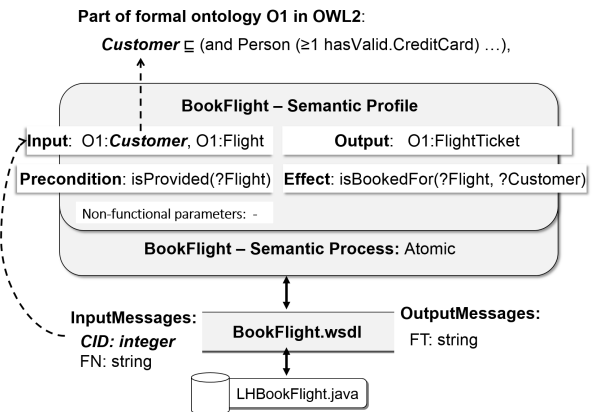 Part of formal ontology O1 in OWL2:
Customer ⊑ (and Person (≥1 hasValid.CreditCard) …),
BookFlight – Semantic Profile
Input: O1:Customer, O1:Flight
Output: O1:FlightTicket
Precondition: isProvided(?Flight)
Effect: isBookedFor(?Flight, ?Customer)
Non-functional parameters: -
BookFlight – Semantic Process: Atomic
InputMessages:
CID: integer
FN: string
BookFlight.wsdl
OutputMessages:
FT: string
LHBookFlight.java